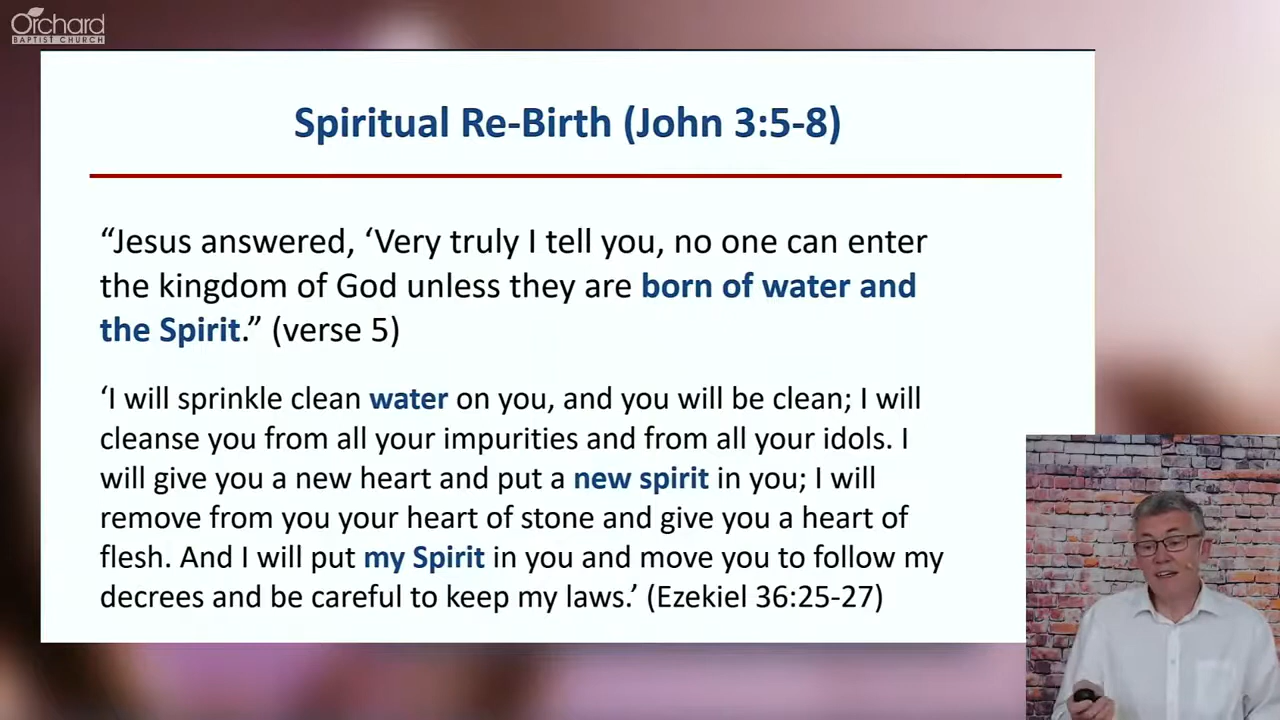 Orchard
BAPTIST CHURCH
Spiritual Re-Birth (John 3:5-8)
“Jesus answered, ‘Very truly I tell you, no one can enter
the kingdom of God unless they are born of water and
the Spirit.” (verse 5)
‘I will sprinkle clean water on you, and you will be clean; I will
cleanse you from all your impurities and from all your idols. I
will give you a new heart and put a new spirit in you; I will
remove from you your heart of stone and give you a heart of
flesh. And I will put my Spirit in you and move you to follow my
decrees and be careful to keep my laws.’ (Ezekiel 36:25-27)